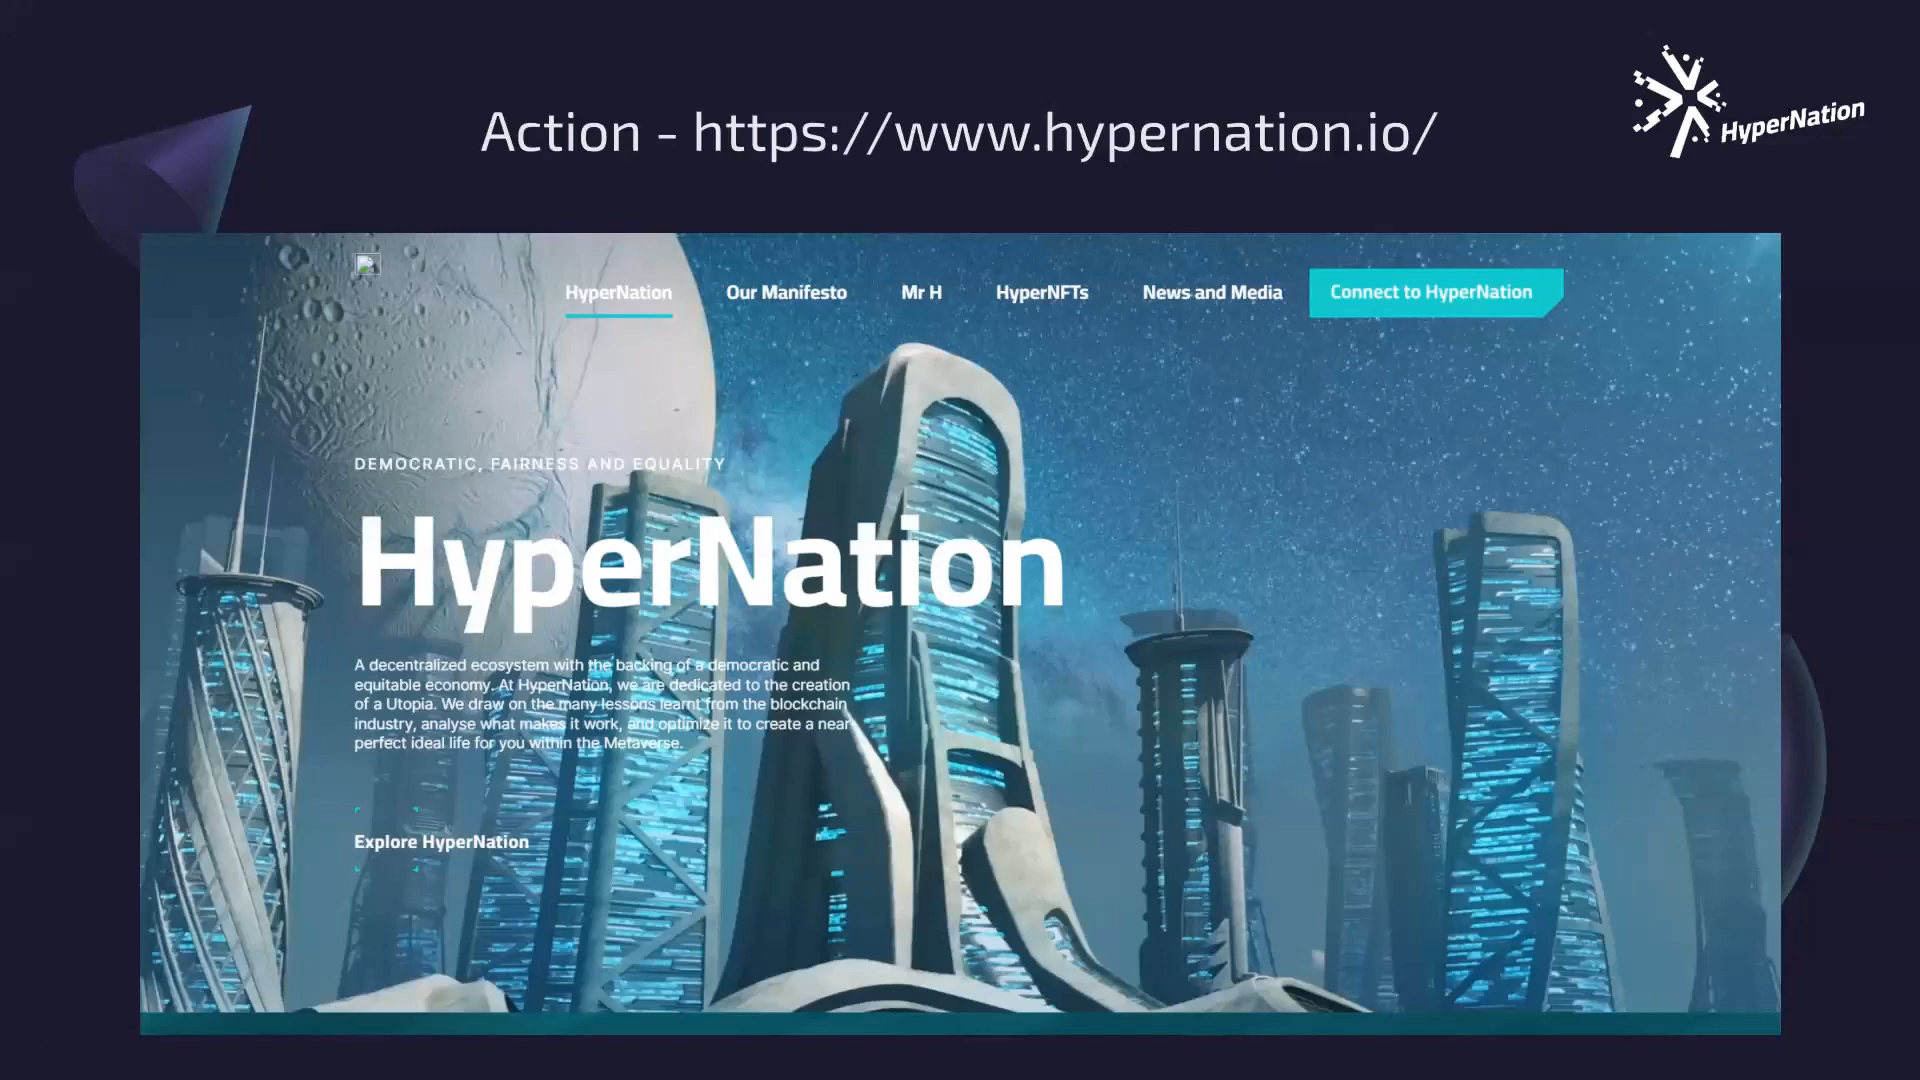 Action - https://www.hypernation.io/
HyperNation
HyperNation
Our Manifesto
Mr H
HyperNFTs
News and Media
Connect to HyperNation
DEMOCRATIC, FAIRNESS AND EQUALITY
HyperNation
A decentralized ecosystem with the backing of a democratic and
equitable economy. At HyperNation, we are dedicated to the creation
of a Utopia. We draw on the many lessons learnt from the blockchain
industry, analyse what makes it work, and optimize it to create a near-
perfect ideal life for you within the Metaverse.
Explore HyperNation